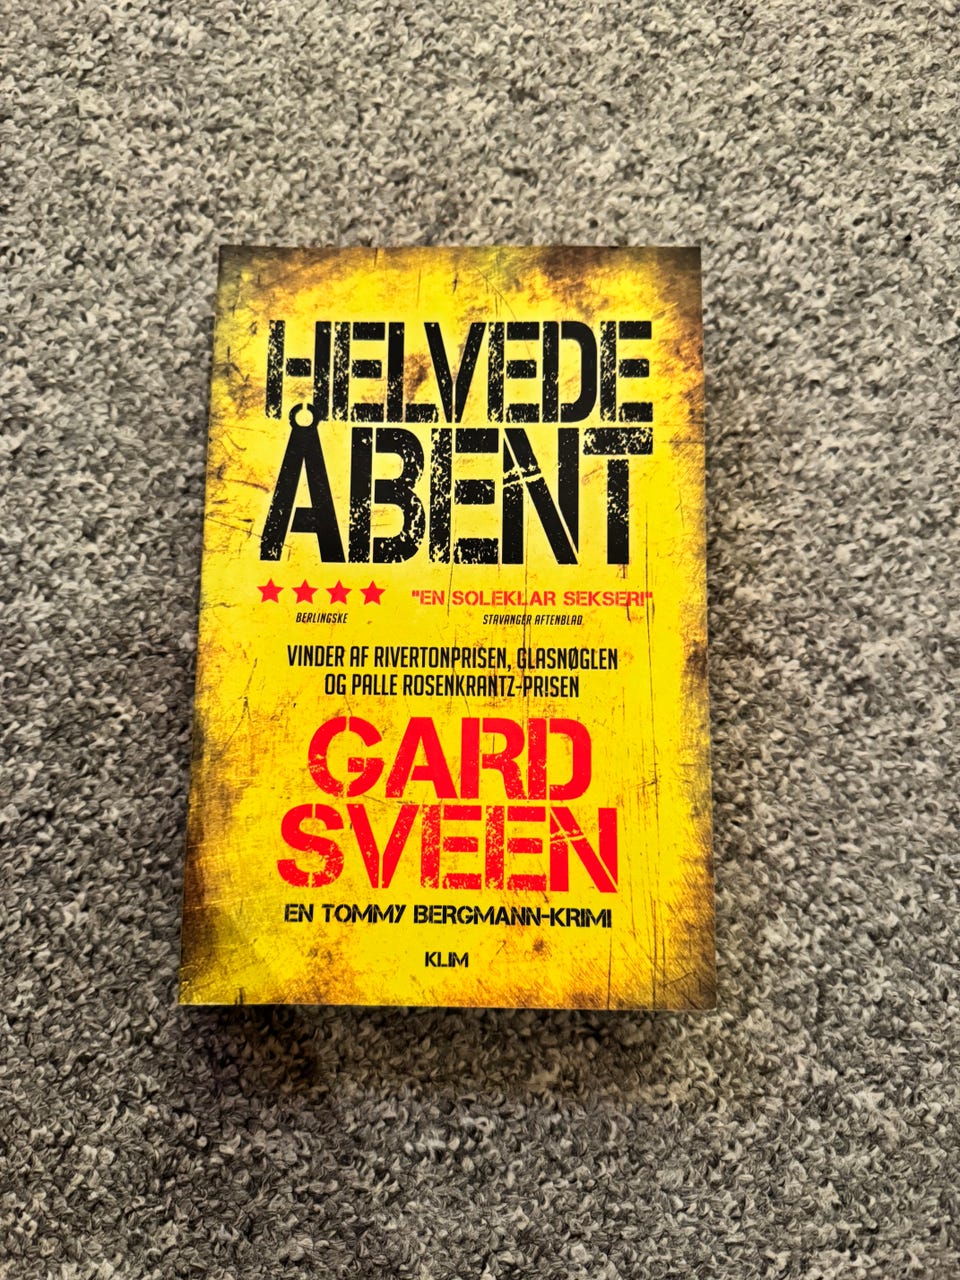 HELVEDE
ÅBENT
BERLINGSKE
"EN SOLEKLAR SEKSER!"
STAVANGER AFTENBLAD
VINDER AF RIVERTONPRISEN, GLASNØGLEN
OG PALLE ROSENKRANTZ-PRISEN
GARD
SVEEN
EN TOMMY BERGMANN-KRIMI
KLIM